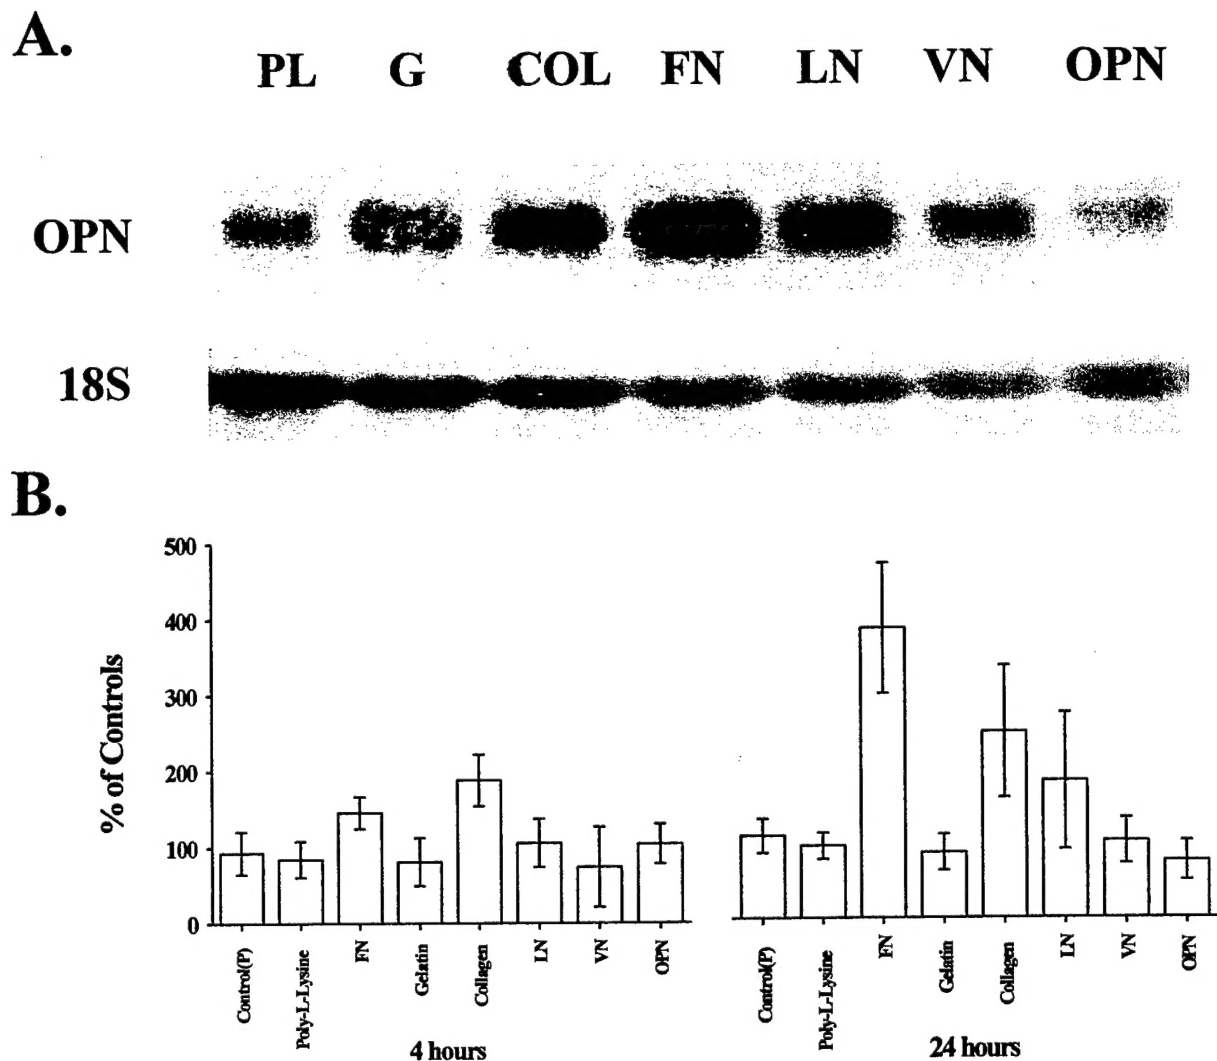 A.
PL G COL FN LN VN OPN
OPN
18S
B.
500
400
300
200
100
0
% of Controls
Control(P) Poly-L-Lysine FN Gelatin Collagen LN VN OPN
Control(P) Poly-L-Lysine FN Gelatin Collagen LN VN OPN
4 hours
24 hours